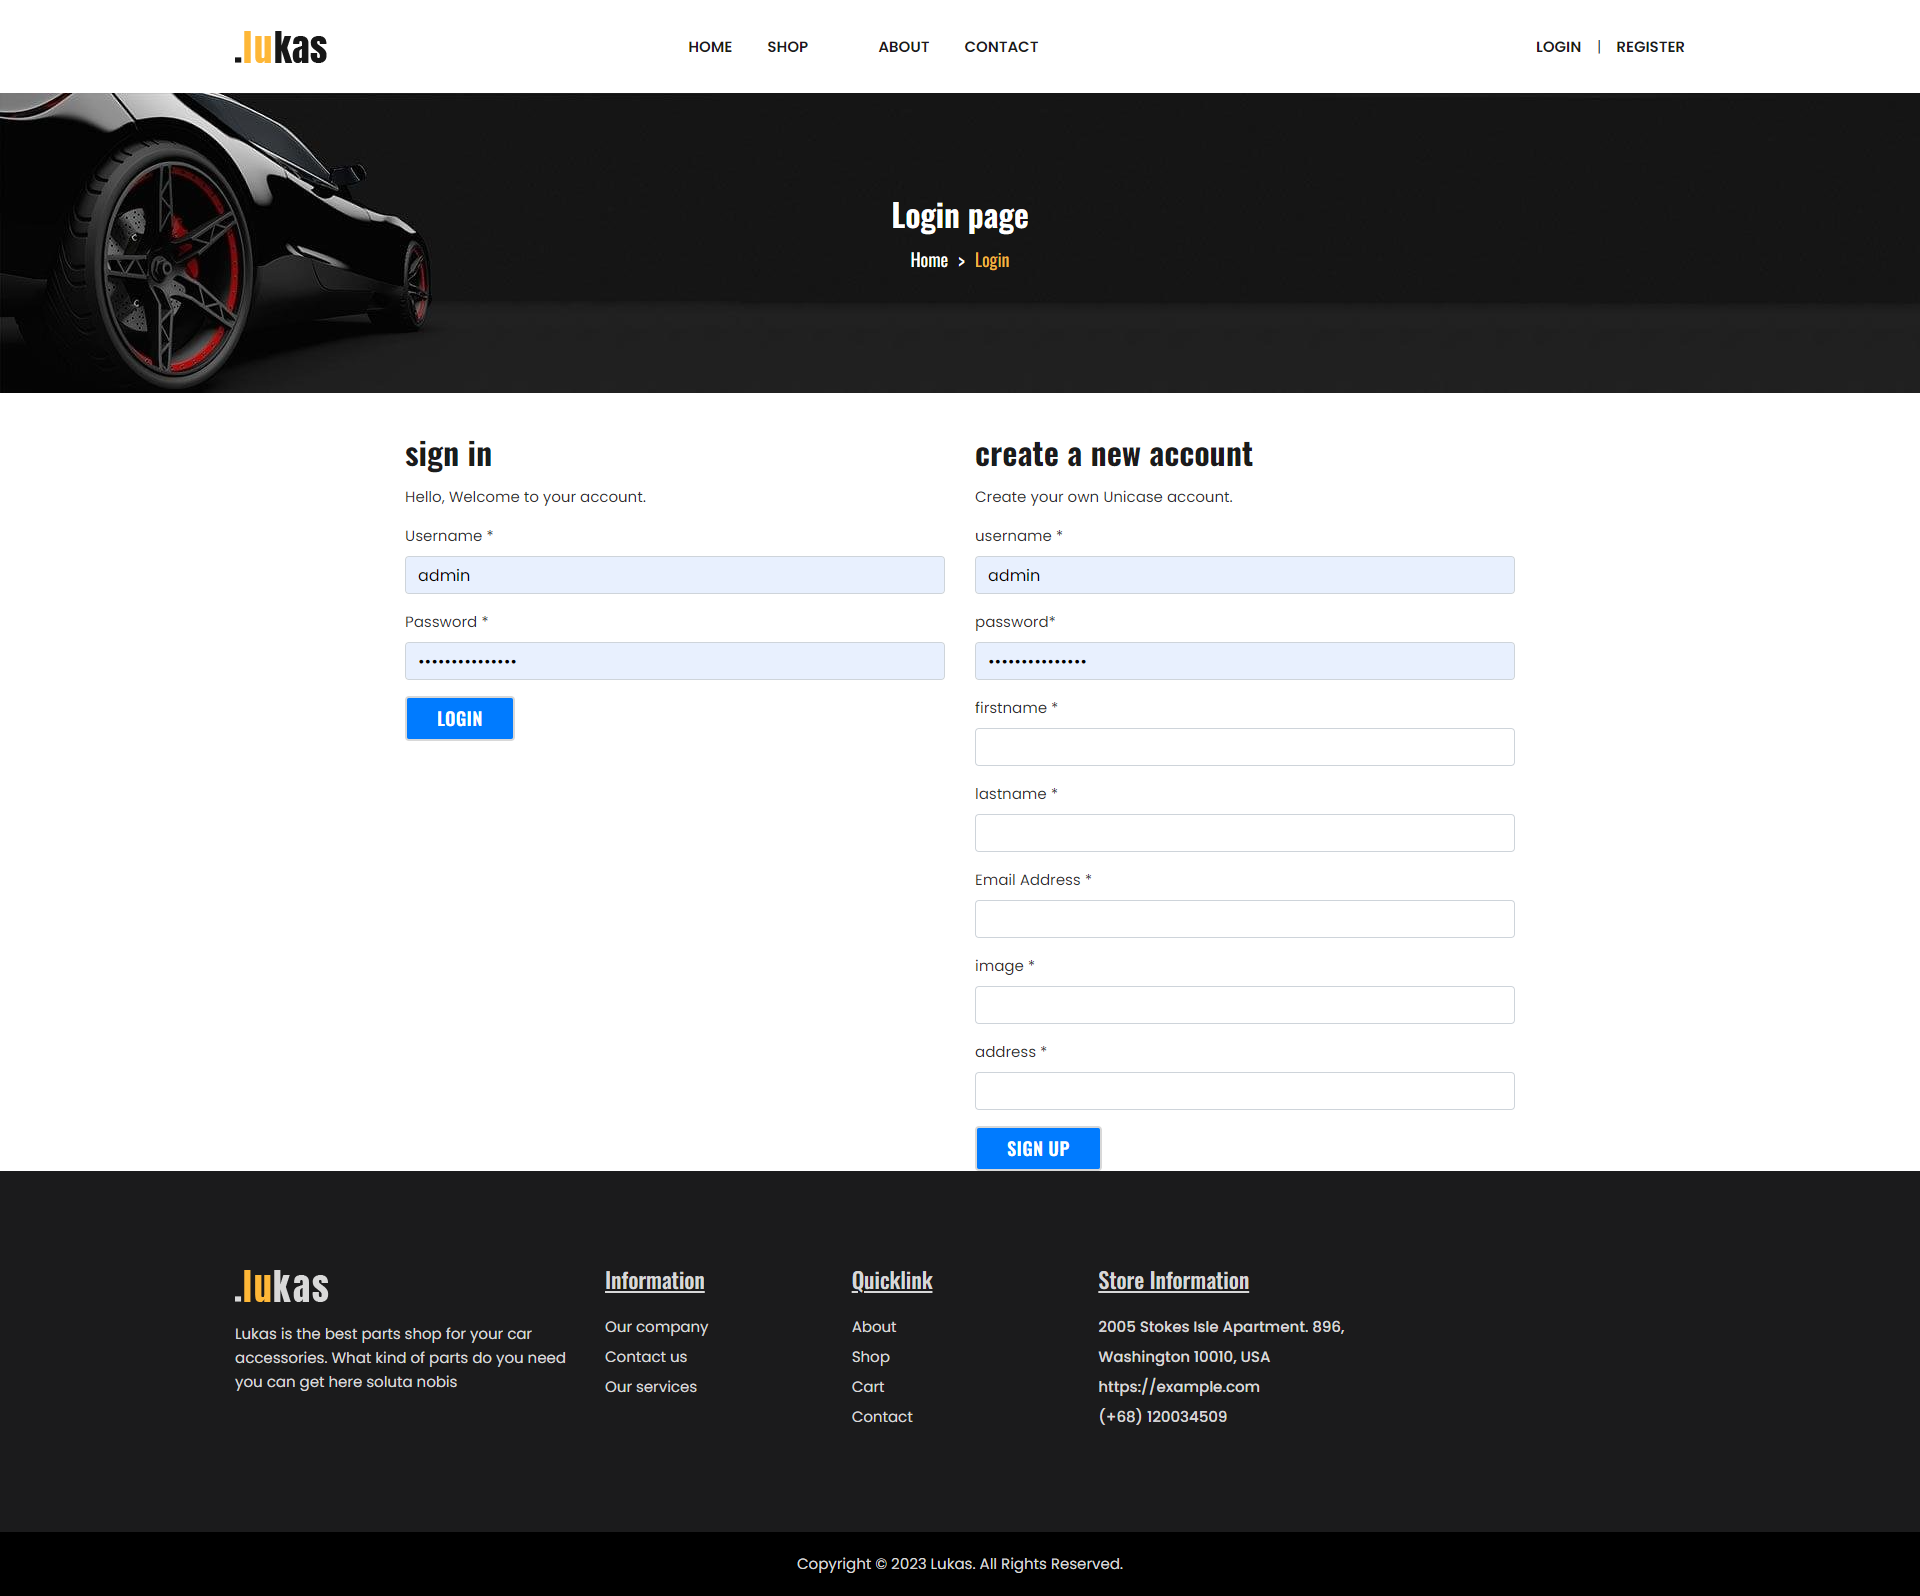 .lukas
HOME SHOP ABOUT CONTACT
LOGIN | REGISTER
Login page
Home > Login
sign in
Hello, Welcome to your account.
Username *
admin
Password *
•••••••••••••••
LOGIN
create a new account
Create your own Unicase account.
username *
admin
password*
•••••••••••••••
firstname *
lastname *
Email Address *
image *
address *
SIGN UP
.lukas
Lukas is the best parts shop for your car
accessories. What kind of parts do you need
you can get here soluta nobis
Information
Our company
Contact us
Our services
Quicklink
About
Shop
Cart
Contact
Store Information
2005 Stokes Isle Apartment. 896,
Washington 10010, USA
https://example.com
(+68) 120034509
Copyright © 2023 Lukas. All Rights Reserved.